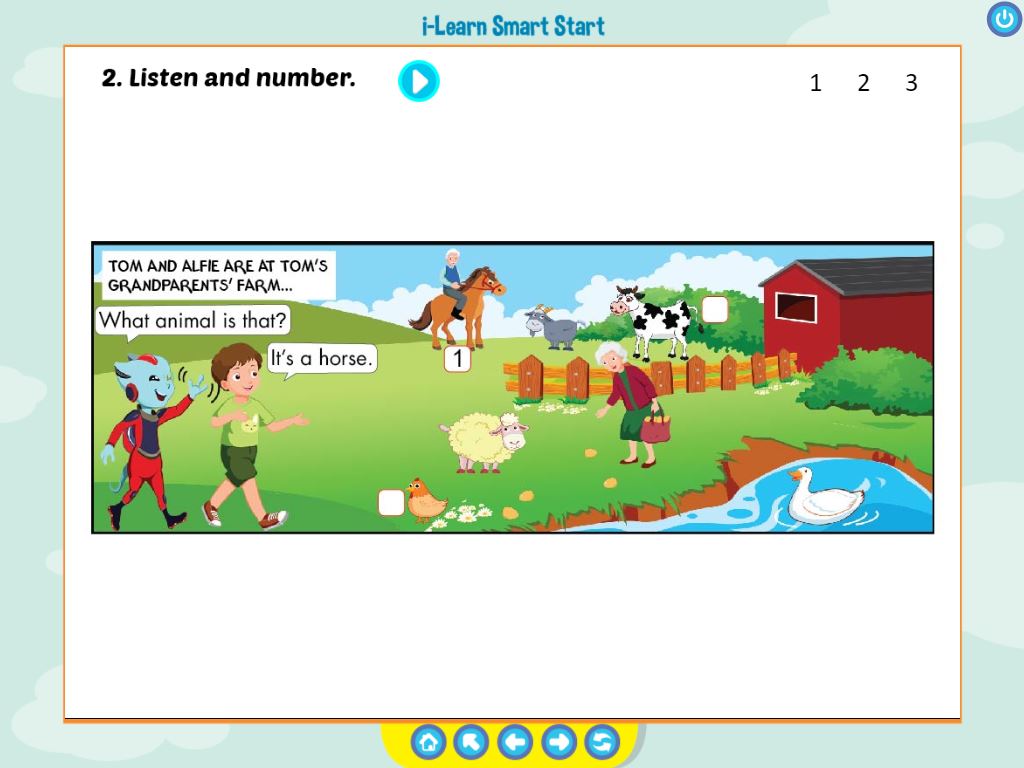 i-Learn Smart Start
2. Listen and number.
1 2 3
TOM AND ALFIE ARE AT TOM'S
GRANDPARENTS' FARM...
What animal is that?
It's a horse.
1